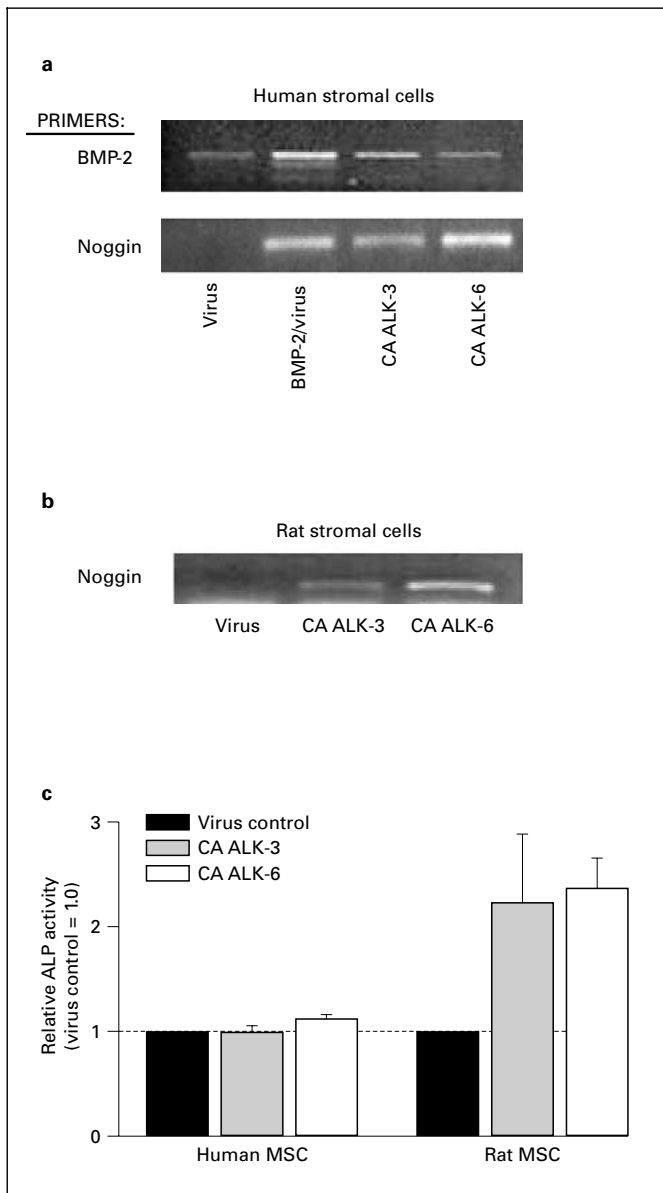 a
Human stromal cells
PRIMERS:
BMP-2
Noggin
Virus
BMP-2/virus
CA ALK-3
CA ALK-6
b
Rat stromal cells
Noggin
Virus CA ALK-3 CA ALK-6
c
3
2
1
0
Relative ALP activity
(virus control = 1.0)
Virus control
CA ALK-3
CA ALK-6
Human MSC Rat MSC